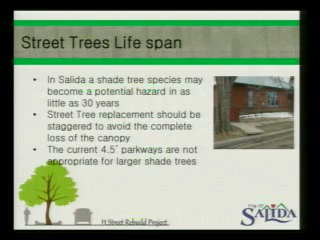 Street Trees Life span
• In Salida a shade tree species may
become a potential hazard in as
little as 30 years
• Street Tree replacement should be
staggered to avoid the complete
loss of the canopy
• The current 4.5' parkways are not
appropriate for larger shade trees
H Street Rebuild Project
City Of
SALIDA